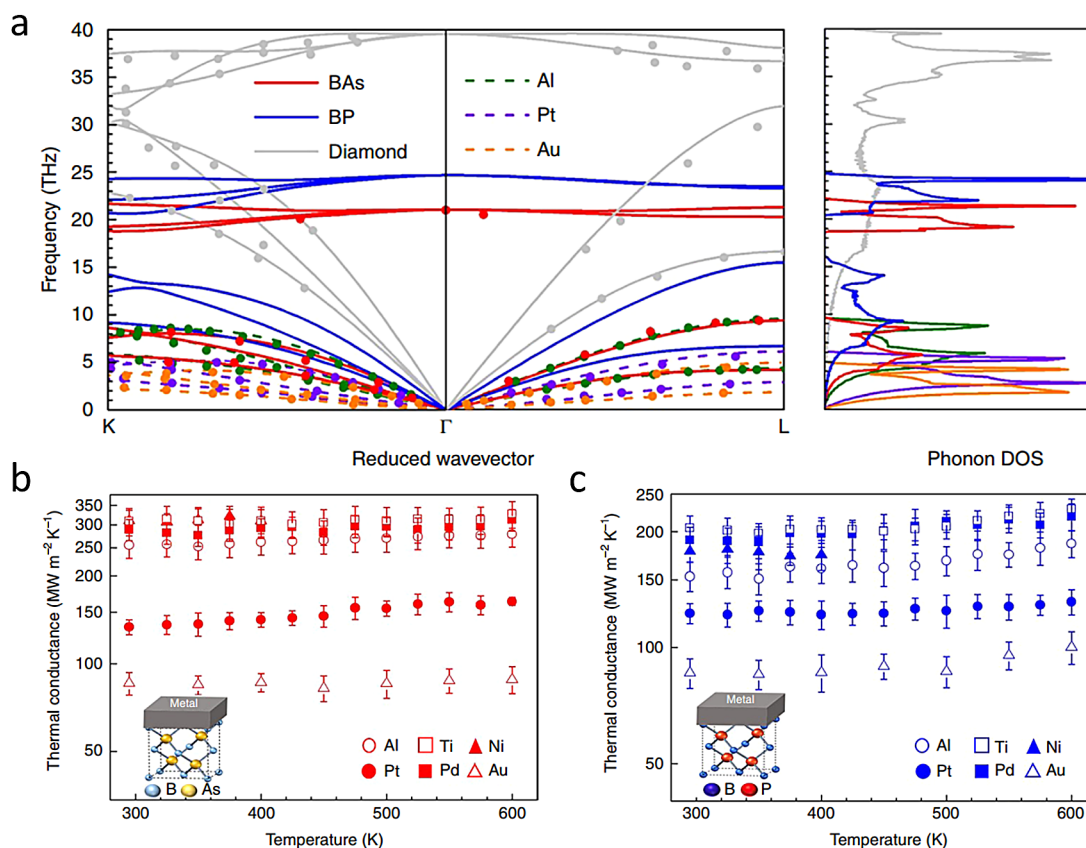 a
40
35
30
25
20
15
10
5
0
Frequency (THz)
BAs
BP
Diamond
Al
Pt
Au
K
Γ
L
Reduced wavevector
Phonon DOS
b
350
300
250
200
150
100
50
Thermal conductance (MW m⁻² K⁻¹)
Metal
B As
Al Ti Ni
Pt Pd Au
300 400 500 600
Temperature (K)
c
250
200
150
100
50
Thermal conductance (MW m⁻² K⁻¹)
Metal
B P
Al Ti Ni
Pt Pd Au
300 400 500 600
Temperature (K)